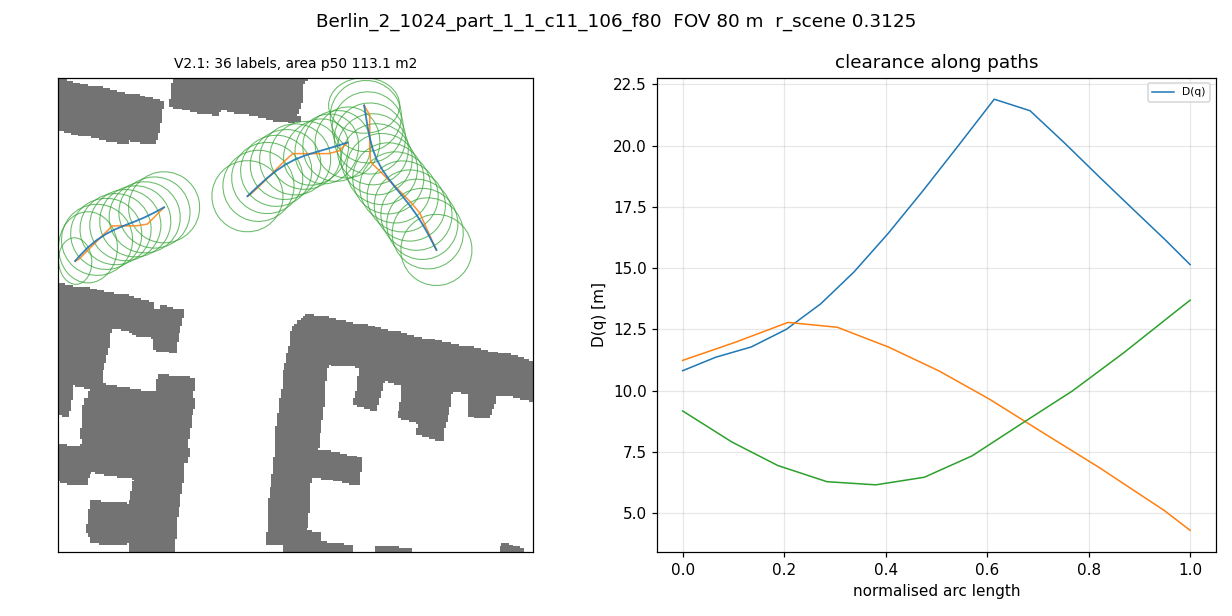 Berlin_2_1024_part_1_1_c11_106_f80  FOV 80 m  r_scene 0.3125
V2.1: 36 labels, area p50 113.1 m2
clearance along paths
D(q)
22.5
20.0
17.5
15.0
12.5
10.0
7.5
5.0
D(q) [m]
0.0 0.2 0.4 0.6 0.8 1.0
normalised arc length